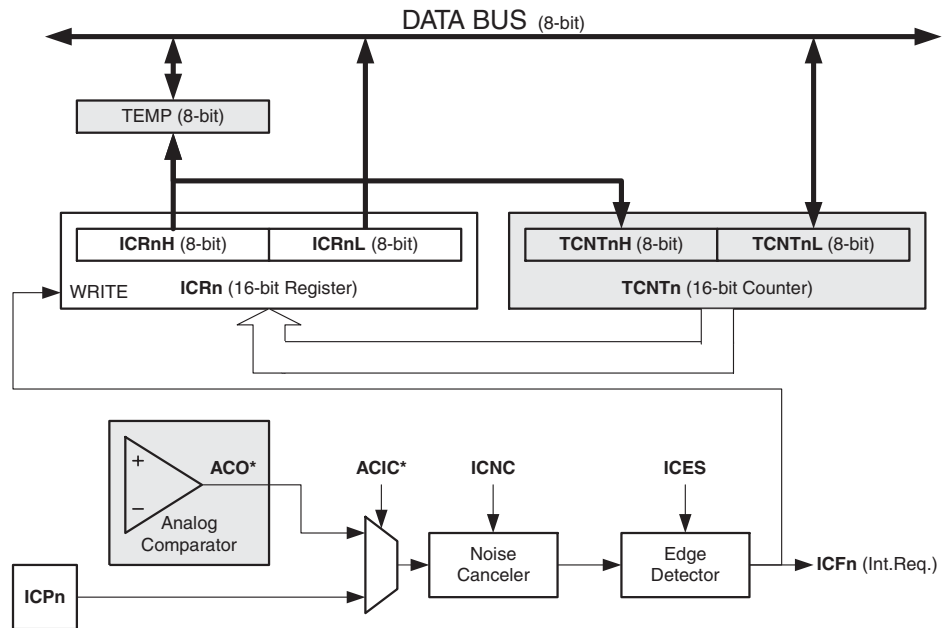 DATA BUS (8-bit)
TEMP (8-bit)
ICRnH (8-bit)
ICRnL (8-bit)
TCNTnH (8-bit)
TCNTnL (8-bit)
WRITE
ICRn (16-bit Register)
TCNTn (16-bit Counter)
+
−
ACO*
Analog
Comparator
ACIC*
ICNC
ICES
Noise
Canceler
Edge
Detector
ICFn (Int.Req.)
ICPn